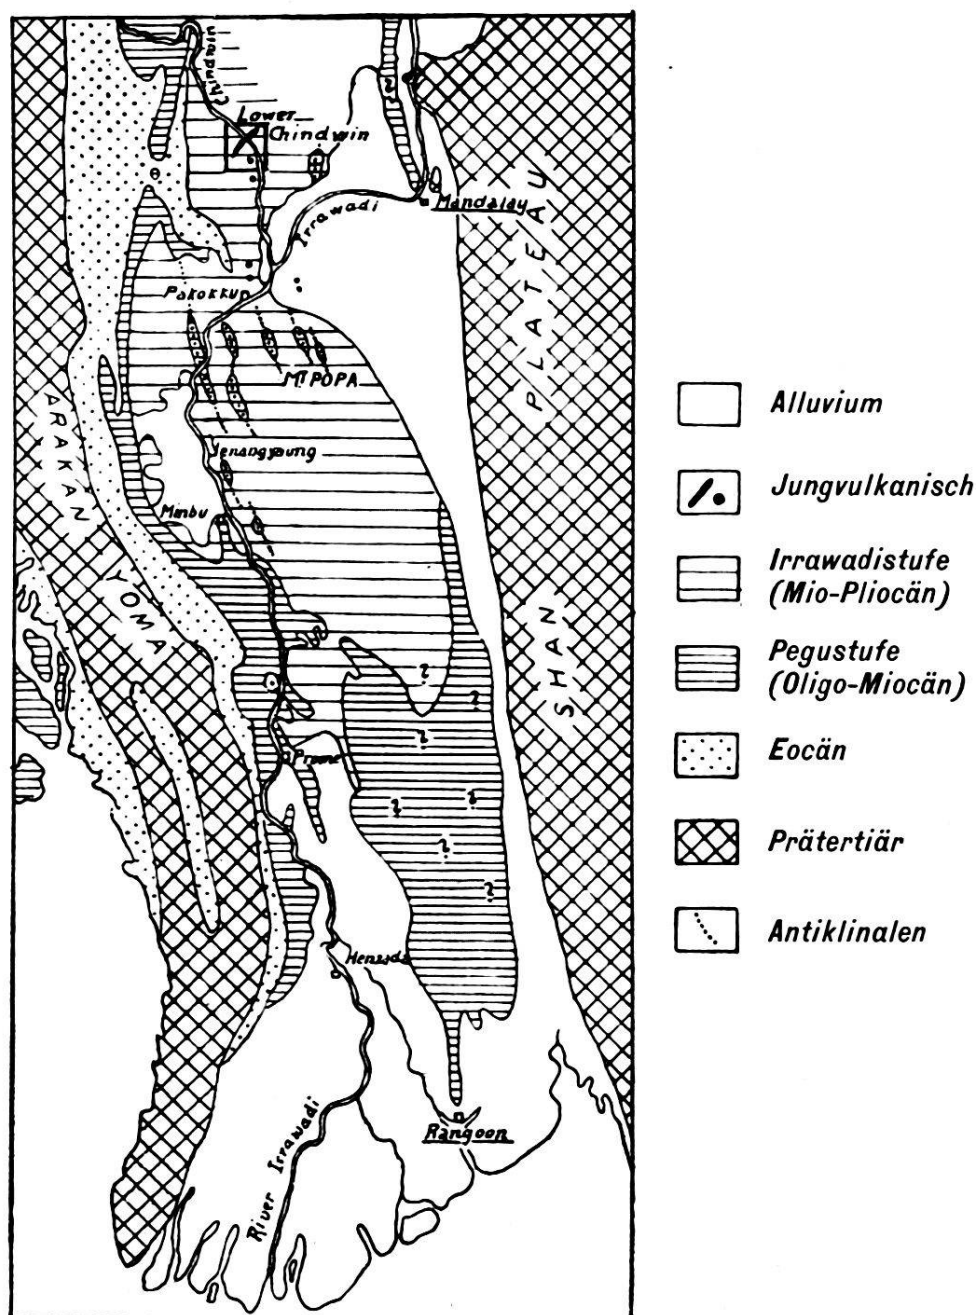 Chindwin
Lower
Chindwin
Irrawadi
Mandalay
PLATEAU
Pakokku
Mt POPA
ARAKAN
Jenangyaung
Minbu
YOMA
SHAN
Prome
Henzada
River Irrawadi
Rangoon
Alluvium
Jungvulkanisch
Irrawadistufe
(Mio-Pliocän)
Pegustufe
(Oligo-Miocän)
Eocän
Prätertiär
Antiklinalen